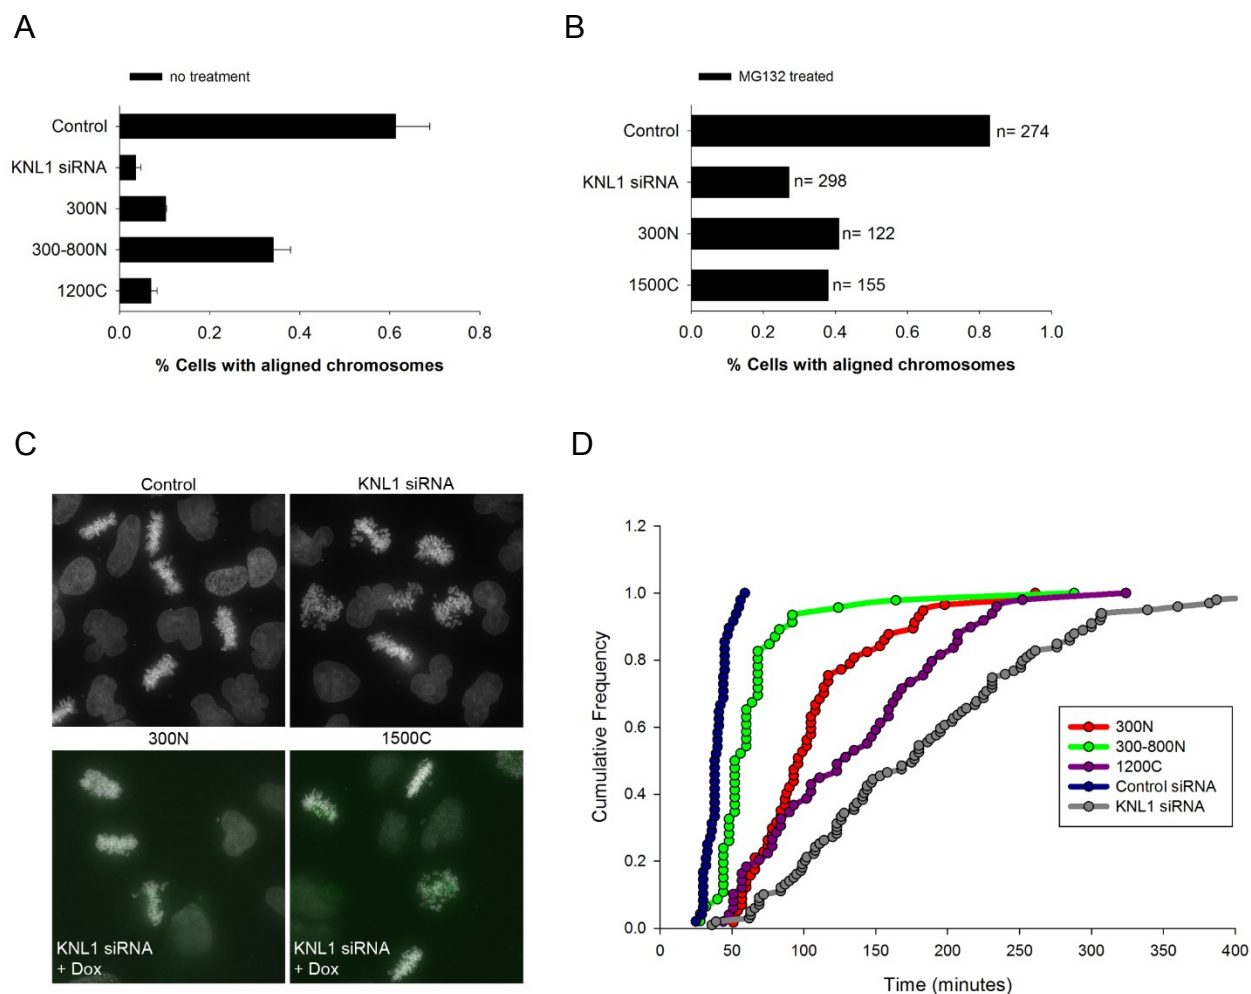 A
no treatment
Control
KNL1 siRNA
300N
300-800N
1200C
0.0 0.2 0.4 0.6 0.8
% Cells with aligned chromosomes
B
MG132 treated
Control n= 274
KNL1 siRNA n= 298
300N n= 122
1500C n= 155
0.0 0.2 0.4 0.6 0.8 1.0
% Cells with aligned chromosomes
C
Control KNL1 siRNA
300N 1500C
KNL1 siRNA
+ Dox
KNL1 siRNA
+ Dox
D
Cumulative Frequency
1.2
1.0
0.8
0.6
0.4
0.2
0.0
300N
300-800N
1200C
Control siRNA
KNL1 siRNA
0 50 100 150 200 250 300 350 400
Time (minutes)